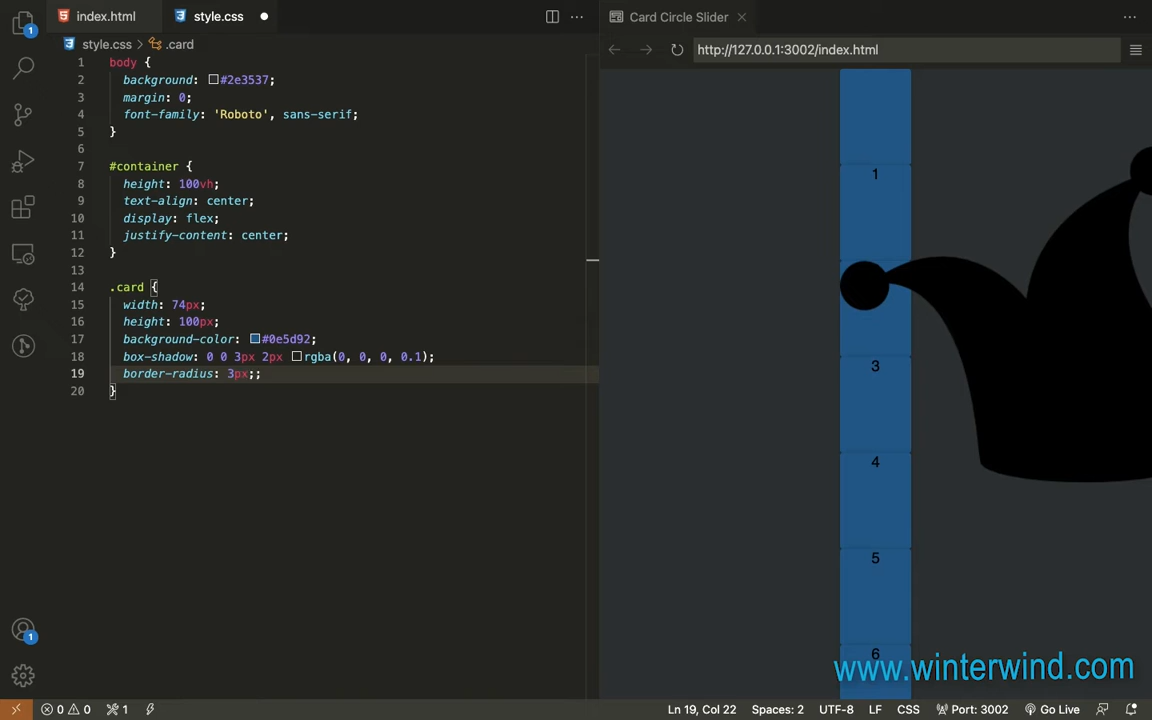 index.html
style.css
Card Circle Slider
style.css > .card
http://127.0.0.1:3002/index.html
1
1 body {
2 background: #2e3537;
3 margin: 0;
4 font-family: 'Roboto', sans-serif;
5 }
6
7 #container {
8 height: 100vh;
9 text-align: center;
10 display: flex;
11 justify-content: center;
12 }
13
14 .card {
15 width: 74px;
16 height: 100px;
17 background-color: #0e5d92;
18 box-shadow: 0 0 3px 2px rgba(0, 0, 0, 0.1);
19 border-radius: 3px;;
20 }
1
3
4
5
6
www.winterwind.com
1
0 0 1
Ln 19, Col 22
Spaces: 2
UTF-8
LF
CSS
Port: 3002
Go Live